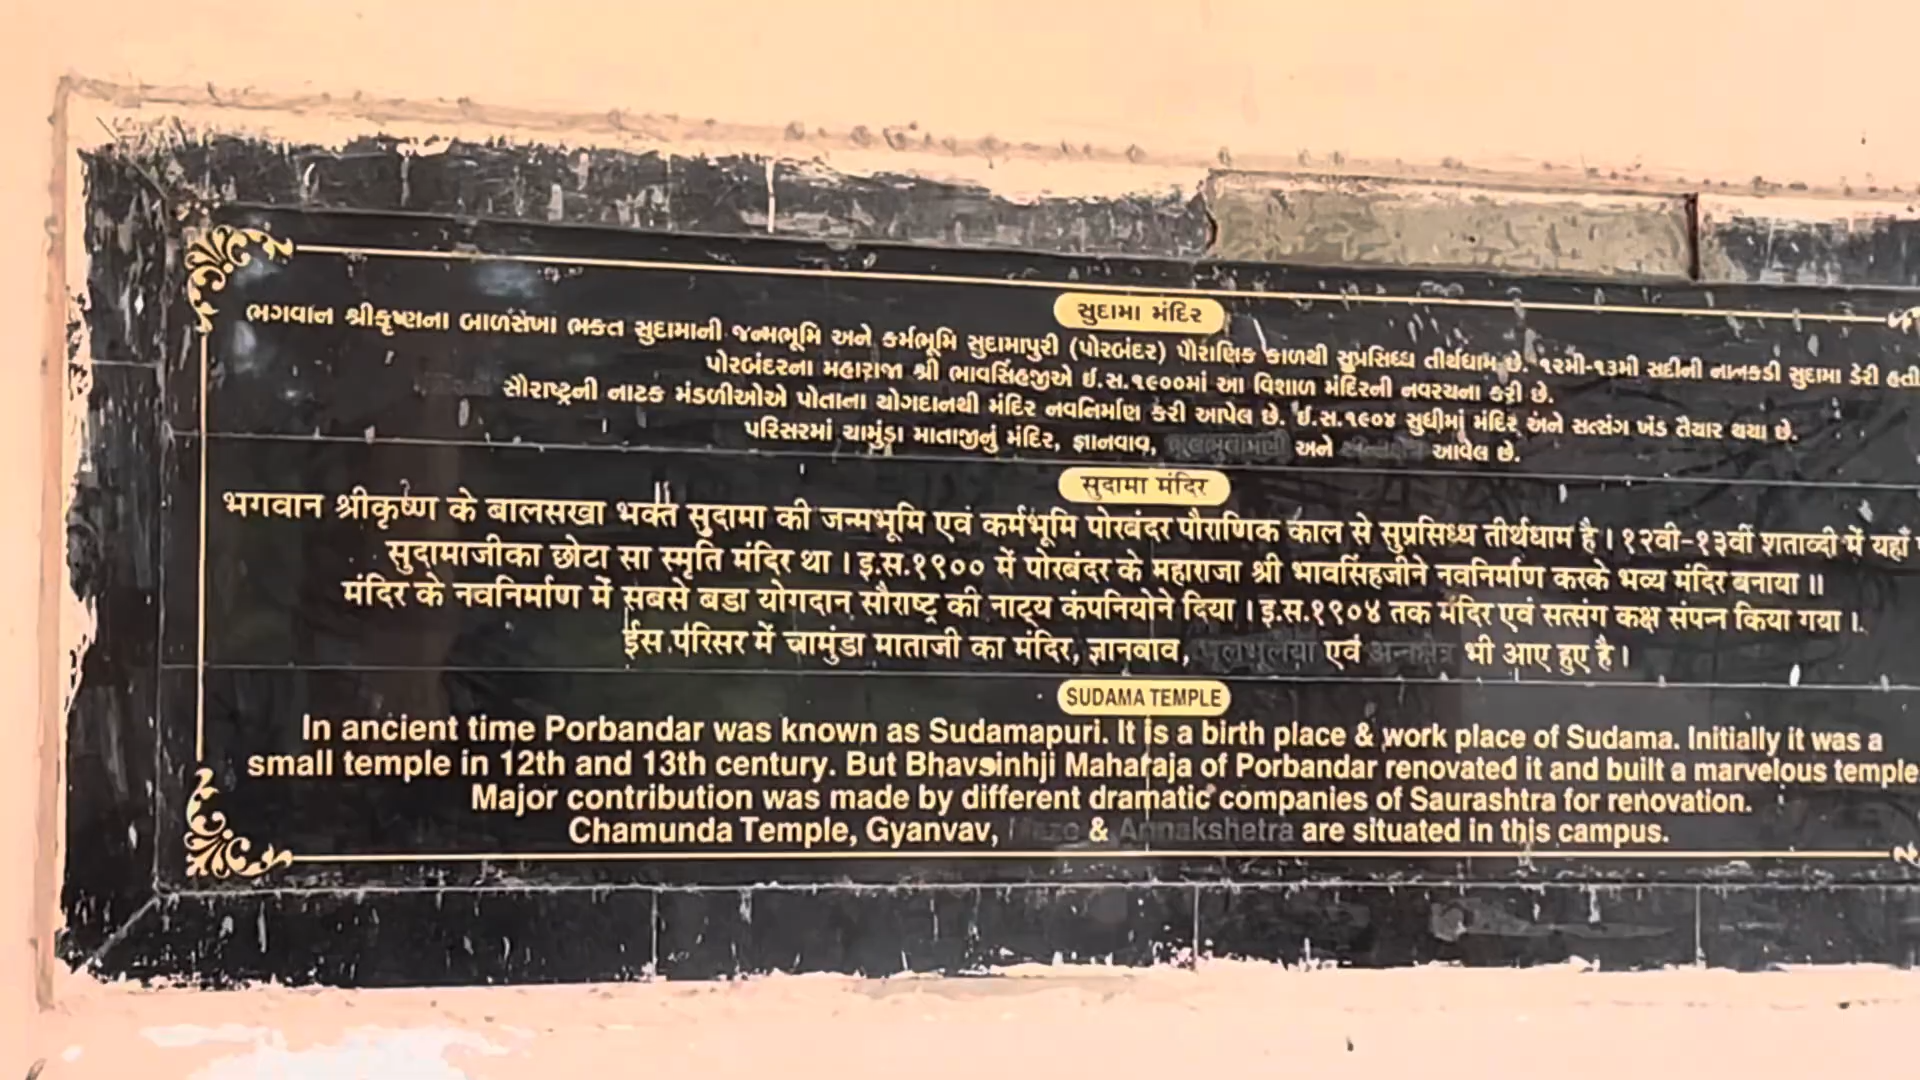 સુદામા મંદિર
ભગવાન શ્રીકૃષ્ણના બાળસખા ભકત સુદામાની જન્મભૂમિ અને કર્મભૂમિ સુદામાપુરી (પોરબંદર) પૌરાણિક કાળથી સુપ્રસિધ્ધ તીર્થધામ છે. ૧૨મી-૧૩મી સદીની નાનકડી સુદામા ડેરી હતી
પોરબંદરના મહારાજા શ્રી ભાવસિંહજીએ ઈ.સ.૧૯૦૦માં આ વિશાળ મંદિરની નવરચના કરી છે.
સૌરાષ્ટ્રની નાટક મંડળીઓએ પોતાના યોગદાનથી મંદિર નવનિર્માણ કરી આપેલ છે. ઈ.સ.૧૯૦૪ સુધીમાં મંદિર અને સત્સંગ ખંડ તૈયાર થયા છે.
પરિસરમાં ચામુંડા માતાજીનું મંદિર, જ્ઞાનવાવ, અને આવેલ છે.
सुदामा मंदिर
भगवान श्रीकृष्ण के बालसखा भक्त सुदामा की जन्मभूमि एवं कर्मभूमि पोरबंदर पौराणिक काल से सुप्रसिध्ध तीर्थधाम है। १२वी-१३वीं शताव्दी में यहाँ
सुदामाजीका छोटा सा स्मृति मंदिर था। इ.स.१९०० में पोरबंदर के महाराजा श्री भावसिंहजीने नवनिर्माण करके भव्य मंदिर बनाया॥
मंदिर के नवनिर्माण में सबसे बडा योगदान सौराष्ट्र की नाट्य कंपनियोने दिया। इ.स.१९०४ तक मंदिर एवं सत्संग कक्ष संपन्न किया गया।
ईस परिसर में चामुंडा माताजी का मंदिर, ज्ञानवाव, भूलभूलैया एवं अन्नक्षेत्र भी आए हुए है।
SUDAMA TEMPLE
In ancient time Porbandar was known as Sudamapuri. It is a birth place & work place of Sudama. Initially it was a
small temple in 12th and 13th century. But Bhavsinhji Maharaja of Porbandar renovated it and built a marvelous temple
Major contribution was made by different dramatic companies of Saurashtra for renovation.
Chamunda Temple, Gyanvav, Maze & Annakshetra are situated in this campus.